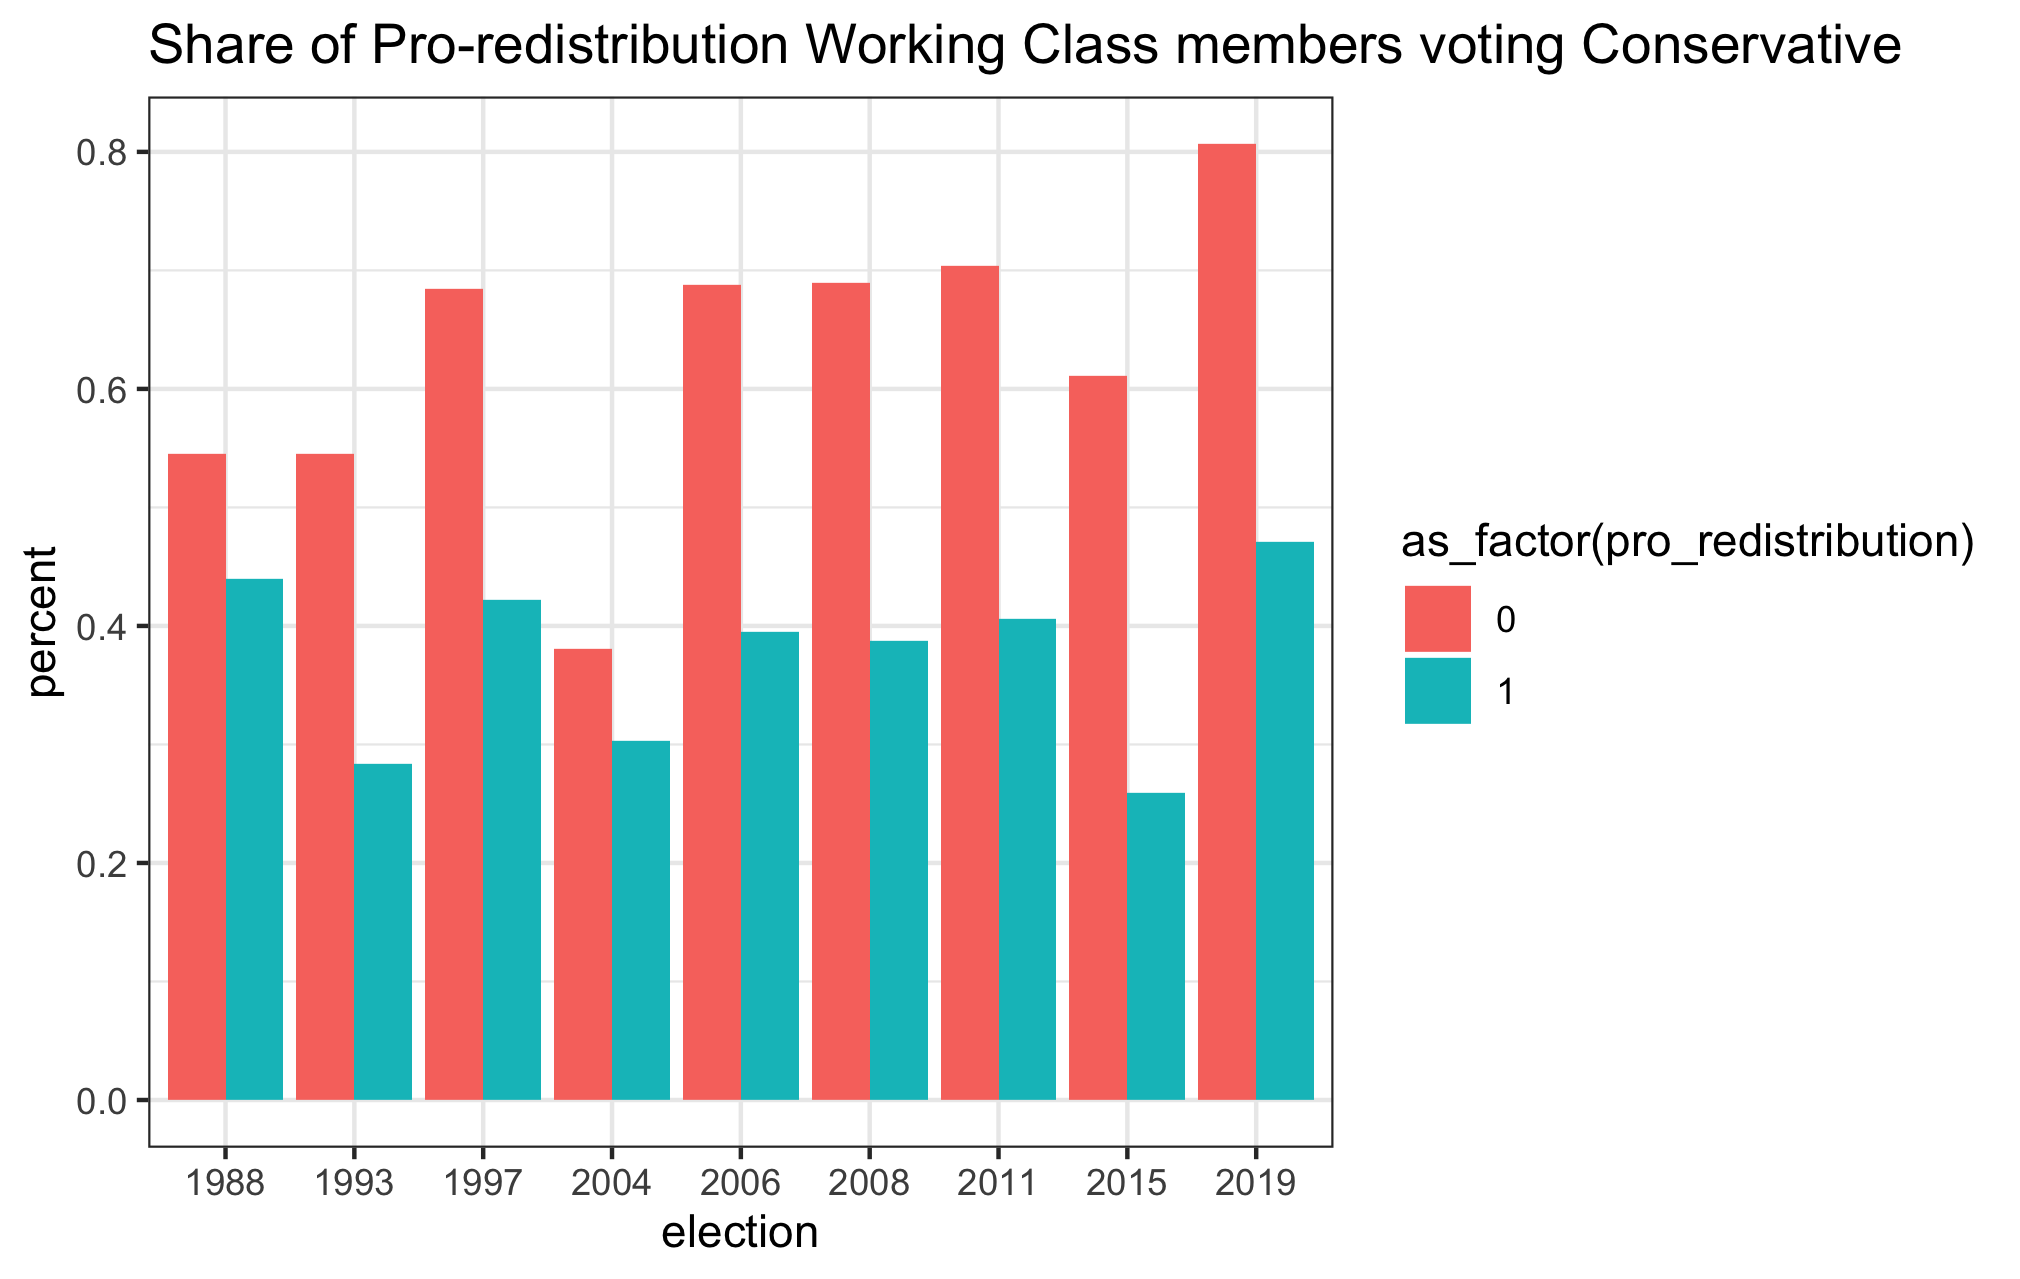 Share of Pro-redistribution Working Class members voting Conservative
percent
0.8
0.6
0.4
0.2
0.0
1988 1993 1997 2004 2006 2008 2011 2015 2019
election
as_factor(pro_redistribution)
0
1